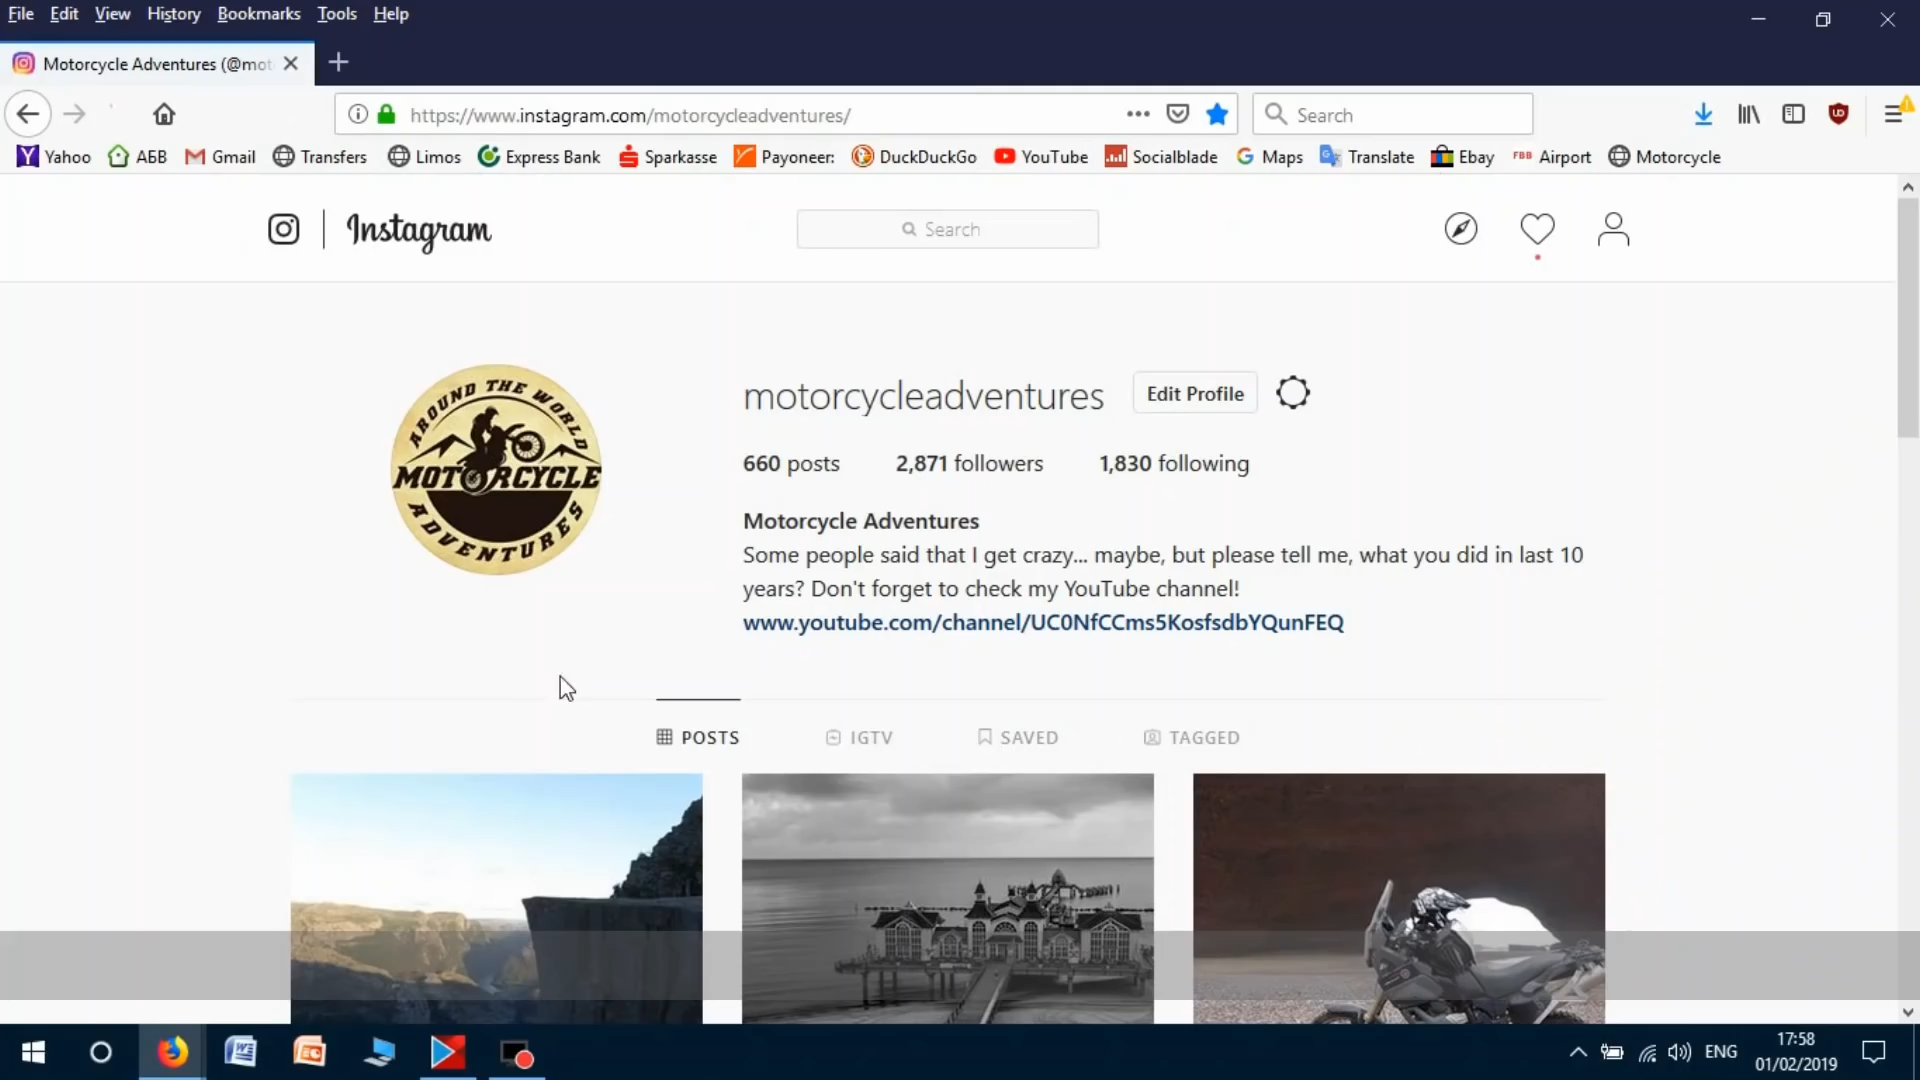 File Edit View History Bookmarks Tools Help
Motorcycle Adventures (@mot
https://www.instagram.com/motorcycleadventures/
Search
Yahoo АБВ Gmail Transfers Limos Express Bank Sparkasse Payoneer: DuckDuckGo YouTube Socialblade Maps Translate Ebay FBB Airport Motorcycle
Instagram
Search
AROUND THE WORLD
MOTORCYCLE
ADVENTURES
motorcycleadventures Edit Profile
660 posts 2,871 followers 1,830 following
Motorcycle Adventures
Some people said that I get crazy... maybe, but please tell me, what you did in last 10
years? Don't forget to check my YouTube channel!
www.youtube.com/channel/UC0NfCCms5KosfsdbYQunFEQ
POSTS IGTV SAVED TAGGED
ENG
17:58
01/02/2019